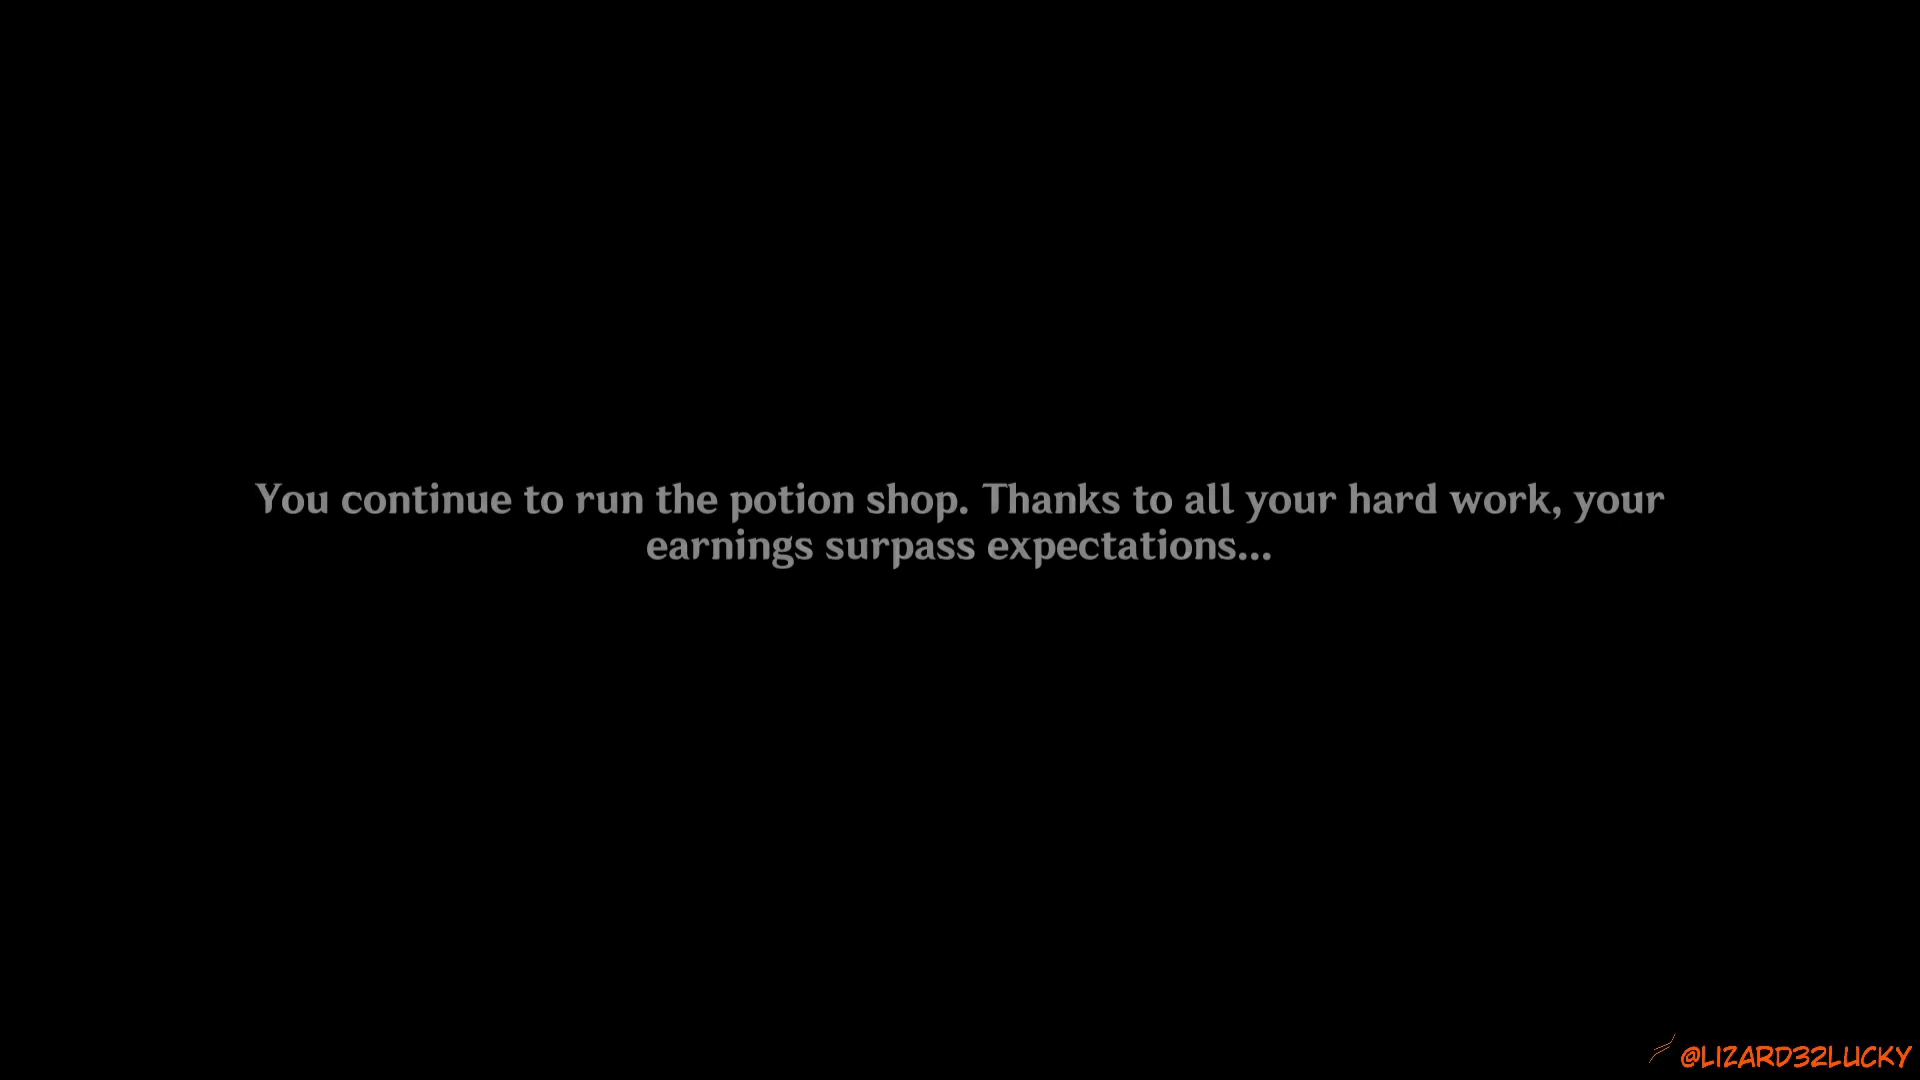 You continue to run the potion shop. Thanks to all your hard work, your
earnings surpass expectations...
@LIZARD32LUCKY